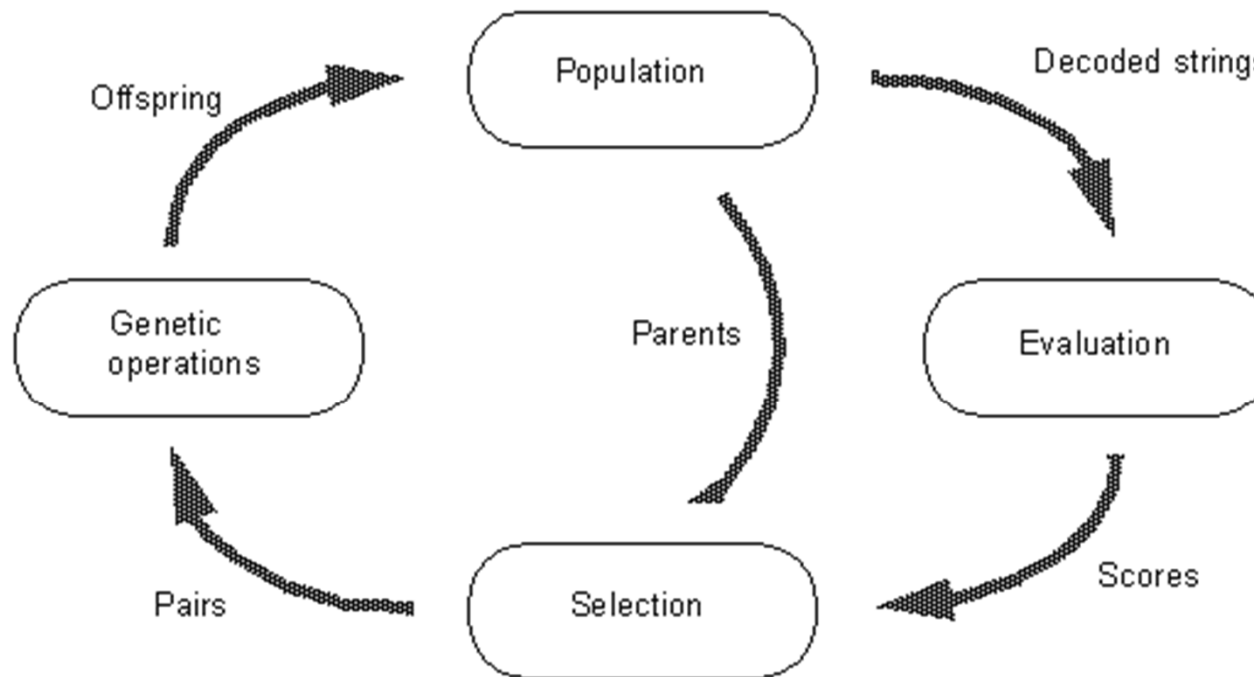 Population
Decoded strings
Offspring
Genetic
operations
Parents
Evaluation
Pairs
Selection
Scores